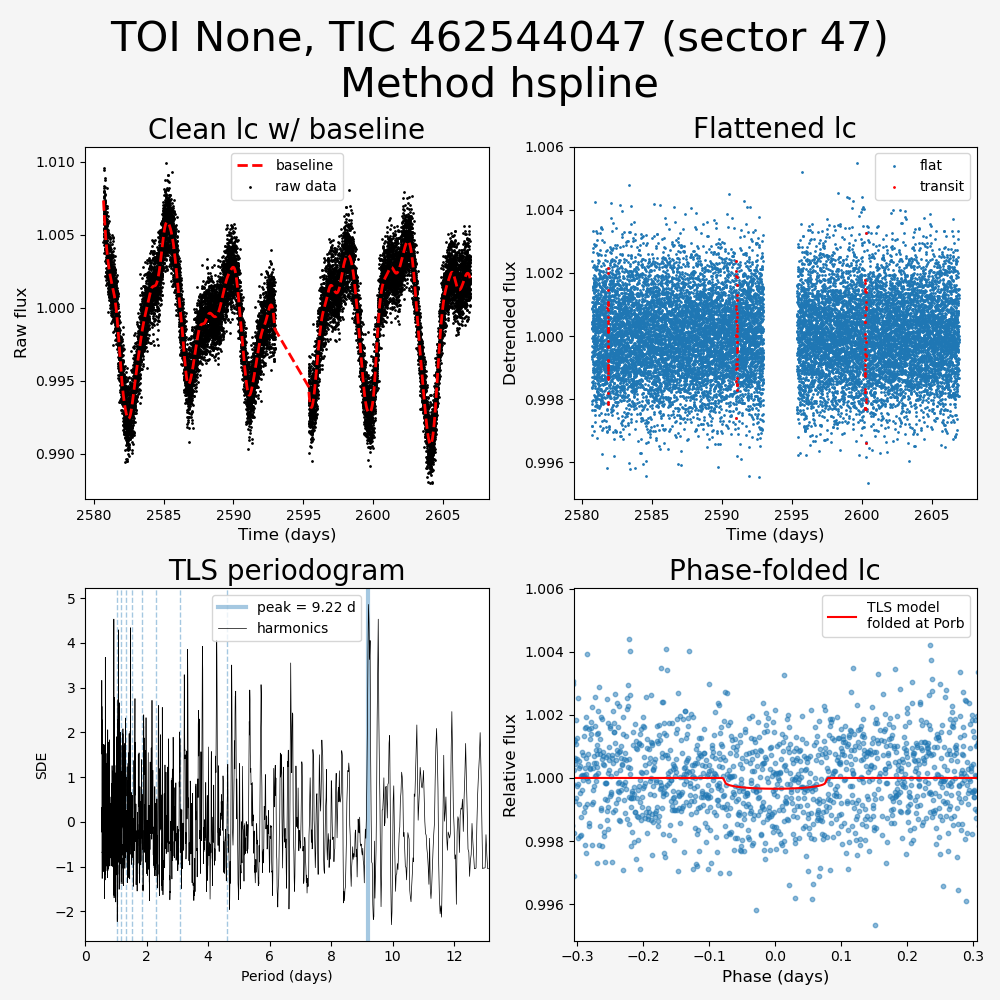 TOI None, TIC 462544047 (sector 47)
Method hspline
Clean lc w/ baseline
Flattened lc
baseline
raw data
flat
transit
Raw flux
1.010
1.005
1.000
0.995
0.990
2580 2585 2590 2595 2600 2605
Time (days)
Detrended flux
1.006
1.004
1.002
1.000
0.998
0.996
2580 2585 2590 2595 2600 2605
Time (days)
TLS periodogram
Phase-folded lc
peak = 9.22 d
harmonics
TLS model
folded at Porb
SDE
5
4
3
2
1
0
−1
−2
0 2 4 6 8 10 12
Period (days)
Relative flux
1.006
1.004
1.002
1.000
0.998
0.996
−0.3 −0.2 −0.1 0.0 0.1 0.2 0.3
Phase (days)